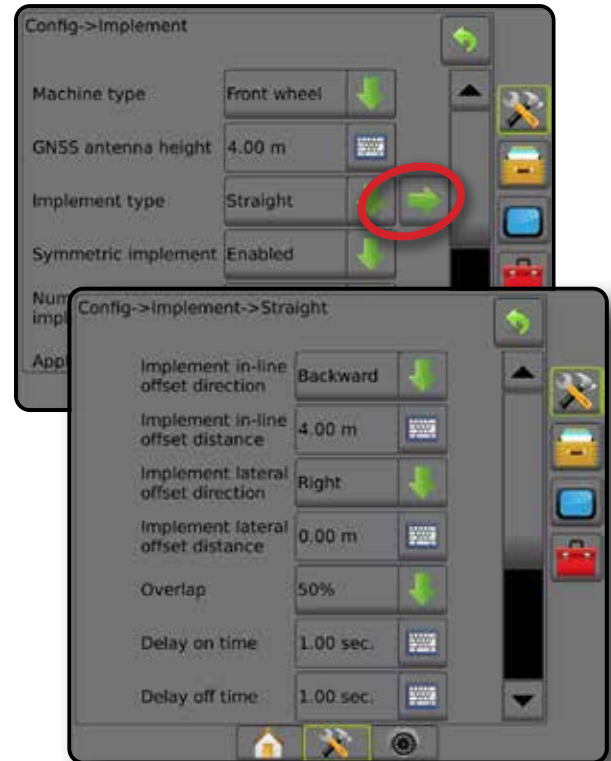 Config->Implement
Machine type Front wheel
GNSS antenna height 4.00 m
Implement type Straight
Symmetric implement Enabled
Num
impl
Appl
Config->Implement->Straight
Implement in-line
offset direction Backward
Implement in-line
offset distance 4.00 m
Implement lateral
offset direction Right
Implement lateral
offset distance 0.00 m
Overlap 50%
Delay on time 1.00 sec.
Delay off time 1.00 sec.